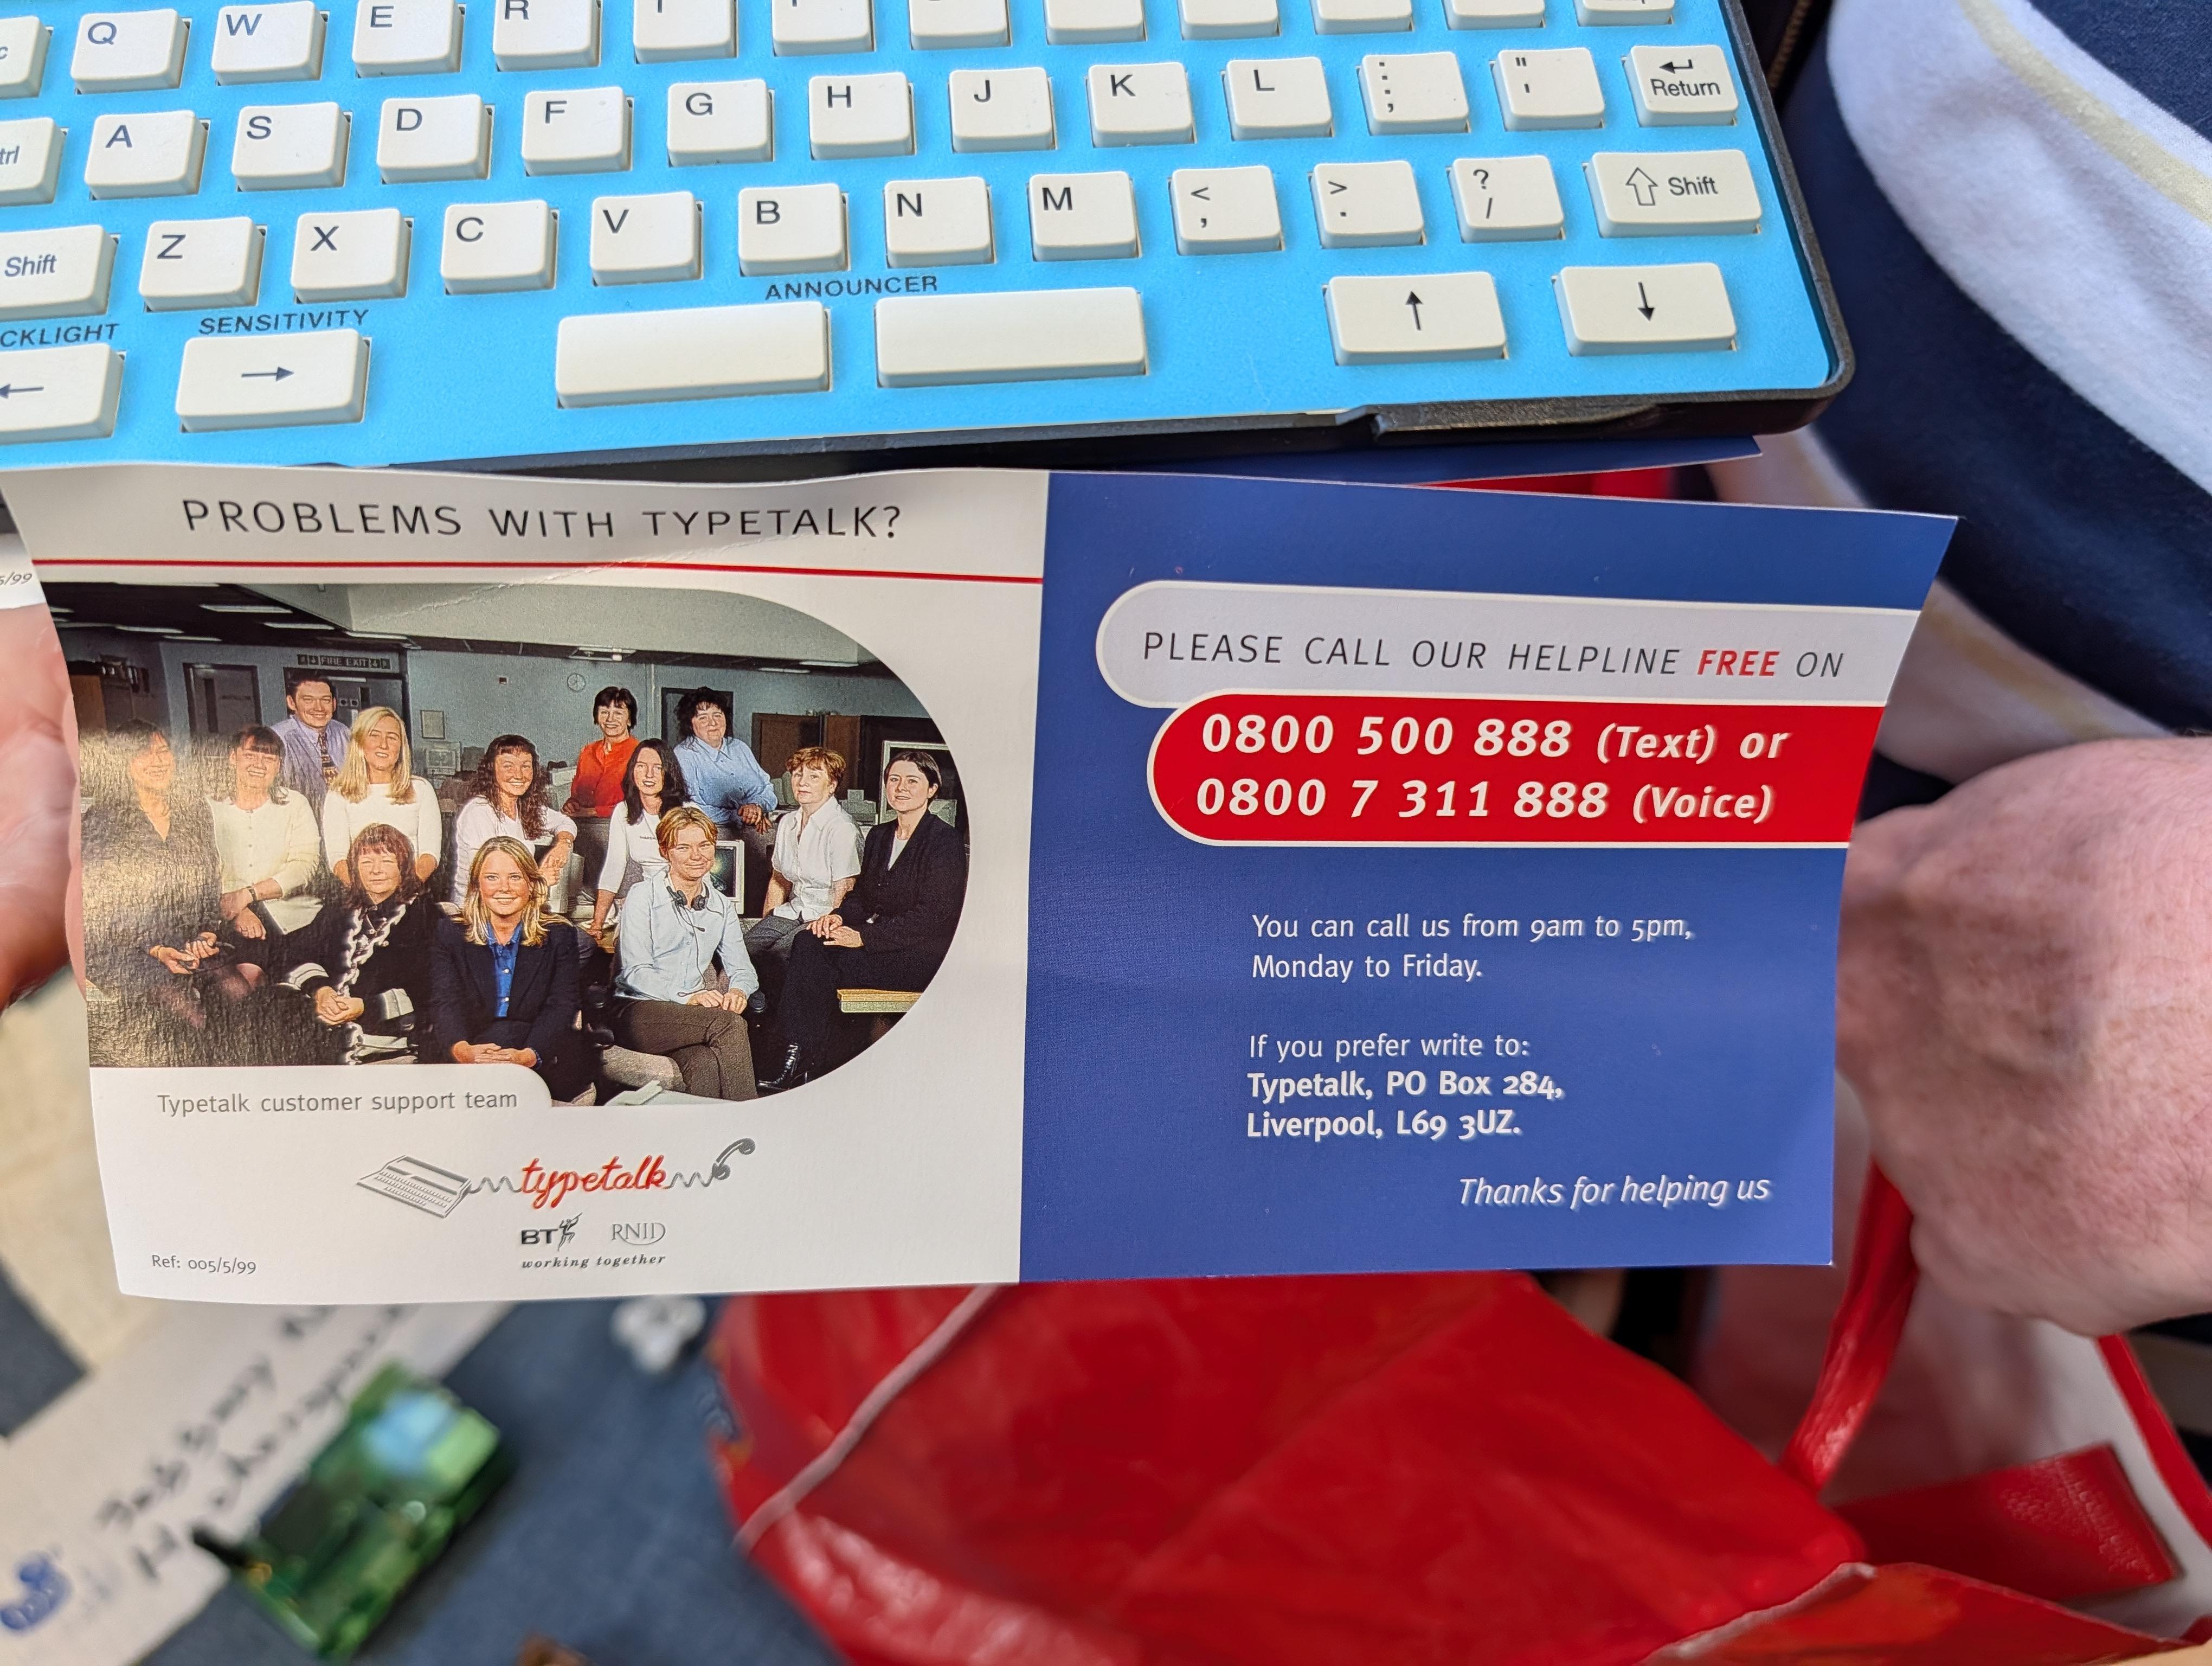 Q W E R
A S D F G H J K L : ; " ' Return
Shift Z X C V B N M < , > . ? / Shift
SENSITIVITY ANNOUNCER
← → ↑ ↓
PROBLEMS WITH TYPETALK?
FIRE EXIT
Typetalk customer support team
typetalk
BT RNID
working together
Ref: 005/5/99
PLEASE CALL OUR HELPLINE FREE ON
0800 500 888 (Text) or
0800 7 311 888 (Voice)
You can call us from 9am to 5pm,
Monday to Friday.
If you prefer write to:
Typetalk, PO Box 284,
Liverpool, L69 3UZ.
Thanks for helping us